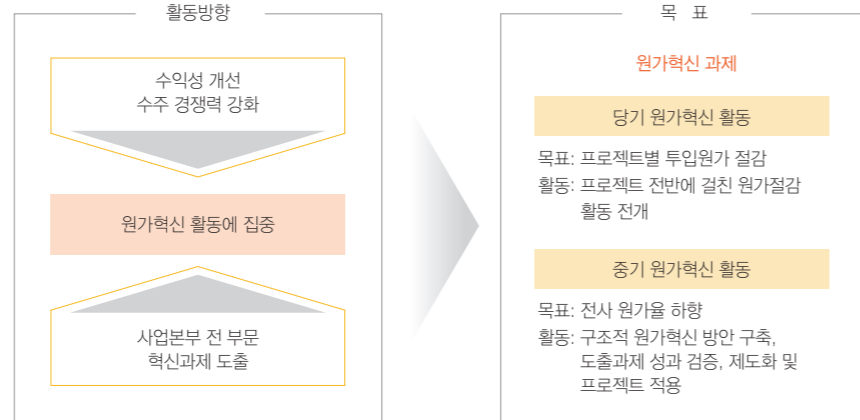 활동방향
수익성 개선
수주 경쟁력 강화
원가혁신 활동에 집중
사업본부 전 부문
혁신과제 도출
목 표
원가혁신 과제
당기 원가혁신 활동
목표: 프로젝트별 투입원가 절감
활동: 프로젝트 전반에 걸친 원가절감
활동 전개
중기 원가혁신 활동
목표: 전사 원가율 하향
활동: 구조적 원가혁신 방안 구축,
도출과제 성과 검증, 제도화 및
프로젝트 적용